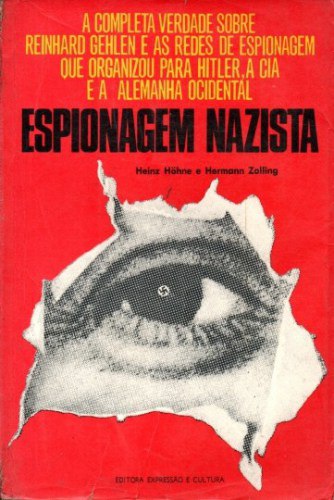 A COMPLETA VERDADE SOBRE
REINHARD GEHLEN E AS REDES DE ESPIONAGEM
QUE ORGANIZOU PARA HITLER, A CIA
E A ALEMANHA OCIDENTAL
ESPIONAGEM NAZISTA
Heinz Höhne e Hermann Zolling
EDITORA EXPRESSÃO E CULTURA